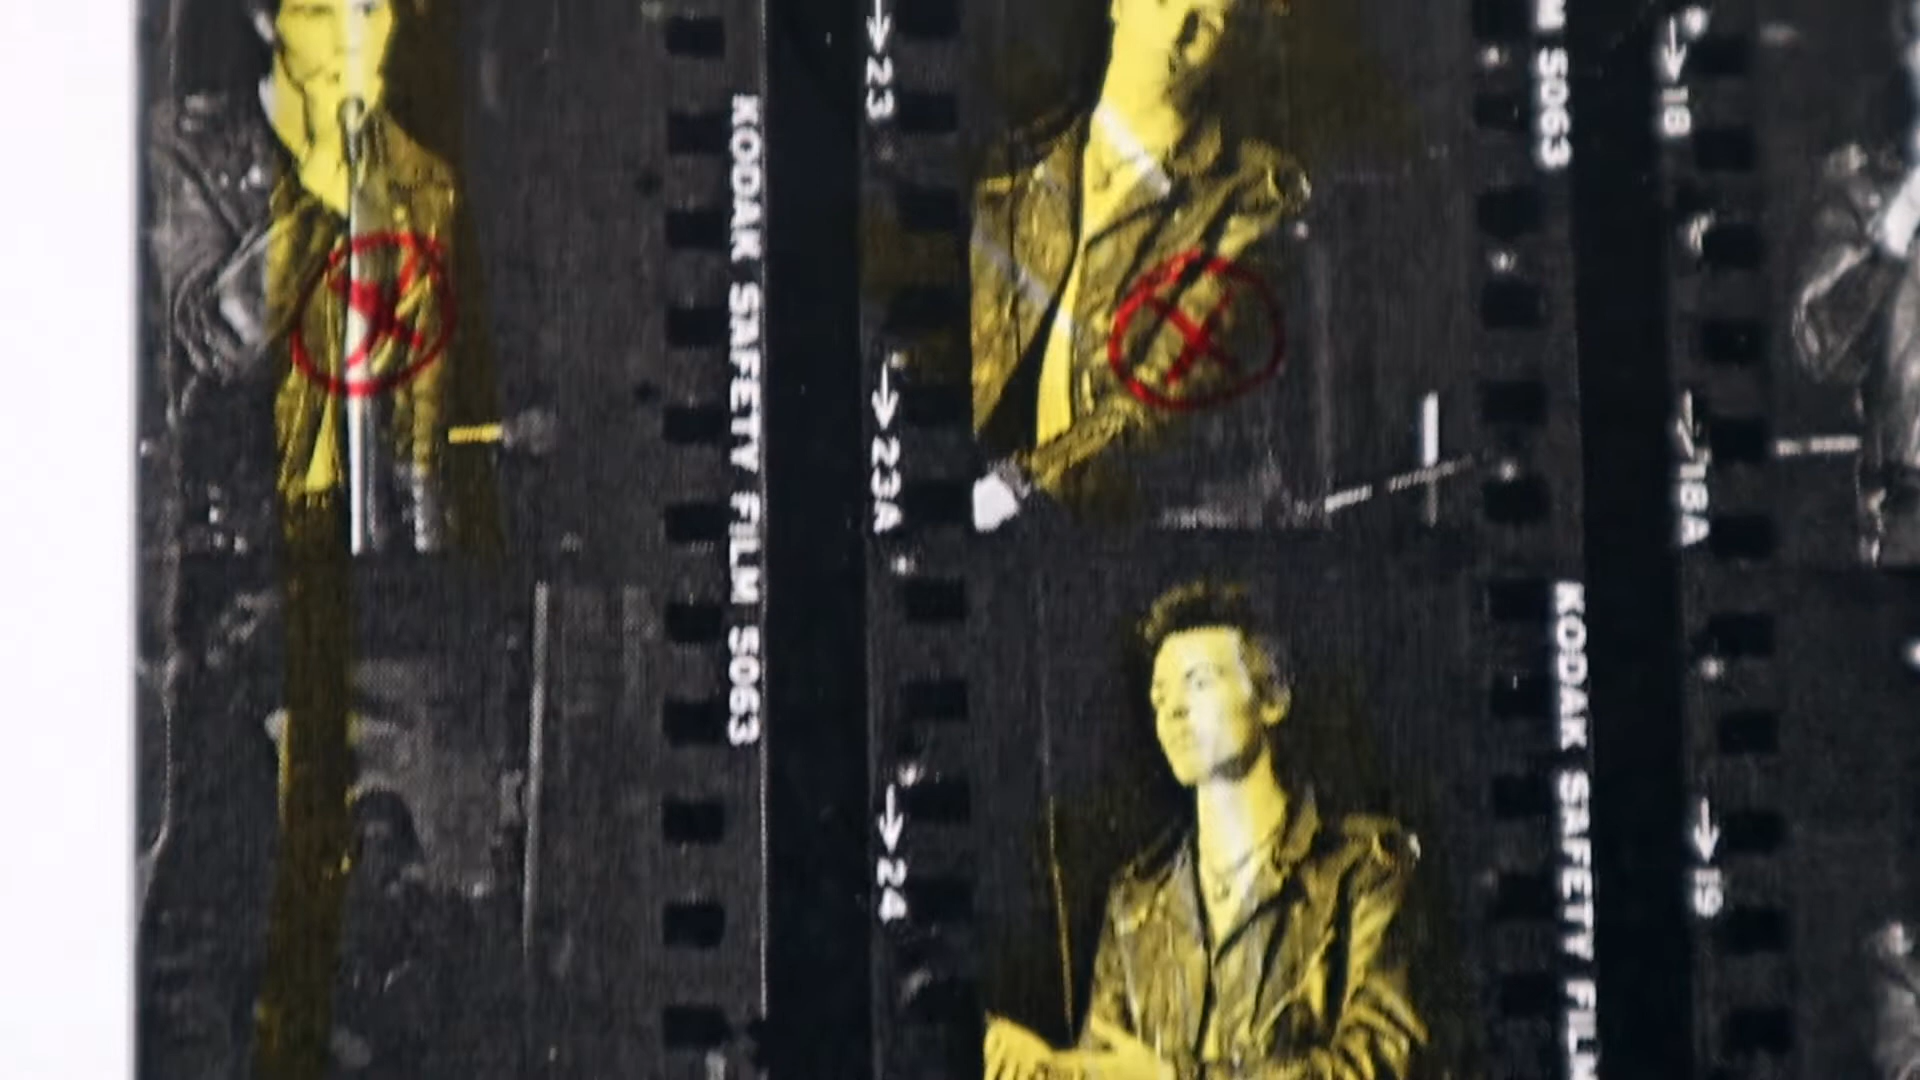 KODAK SAFETY FILM 5063
→23
→23A
→24
M 5063
KODAK SAFETY FILM
→18
→18A
→19